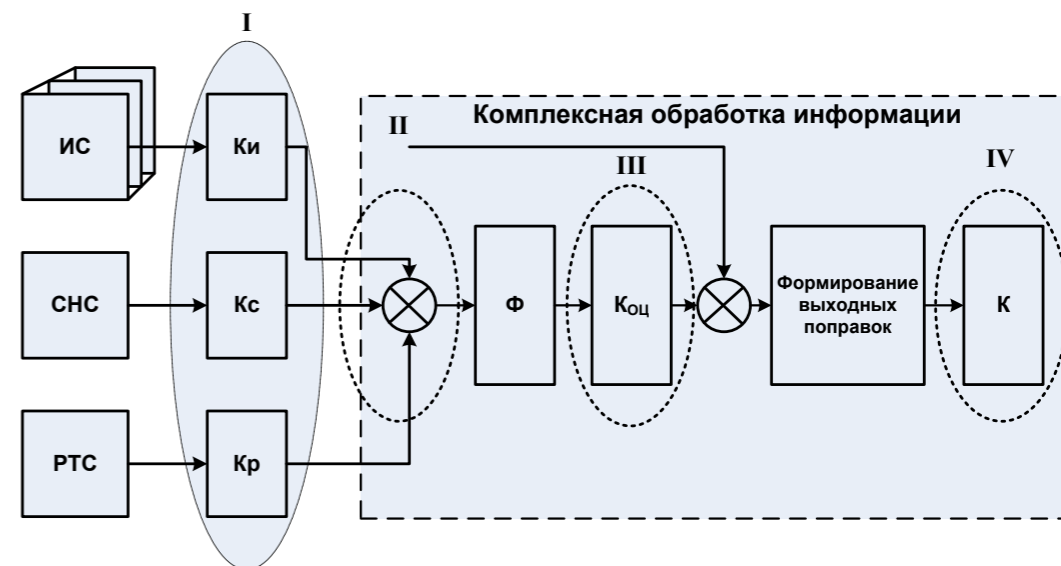 I
Комплексная обработка информации
II
III
IV
ИС
Ки
СНС
Кс
Ф
КОЦ
Формирование
выходных
поправок
К
РТС
Кр